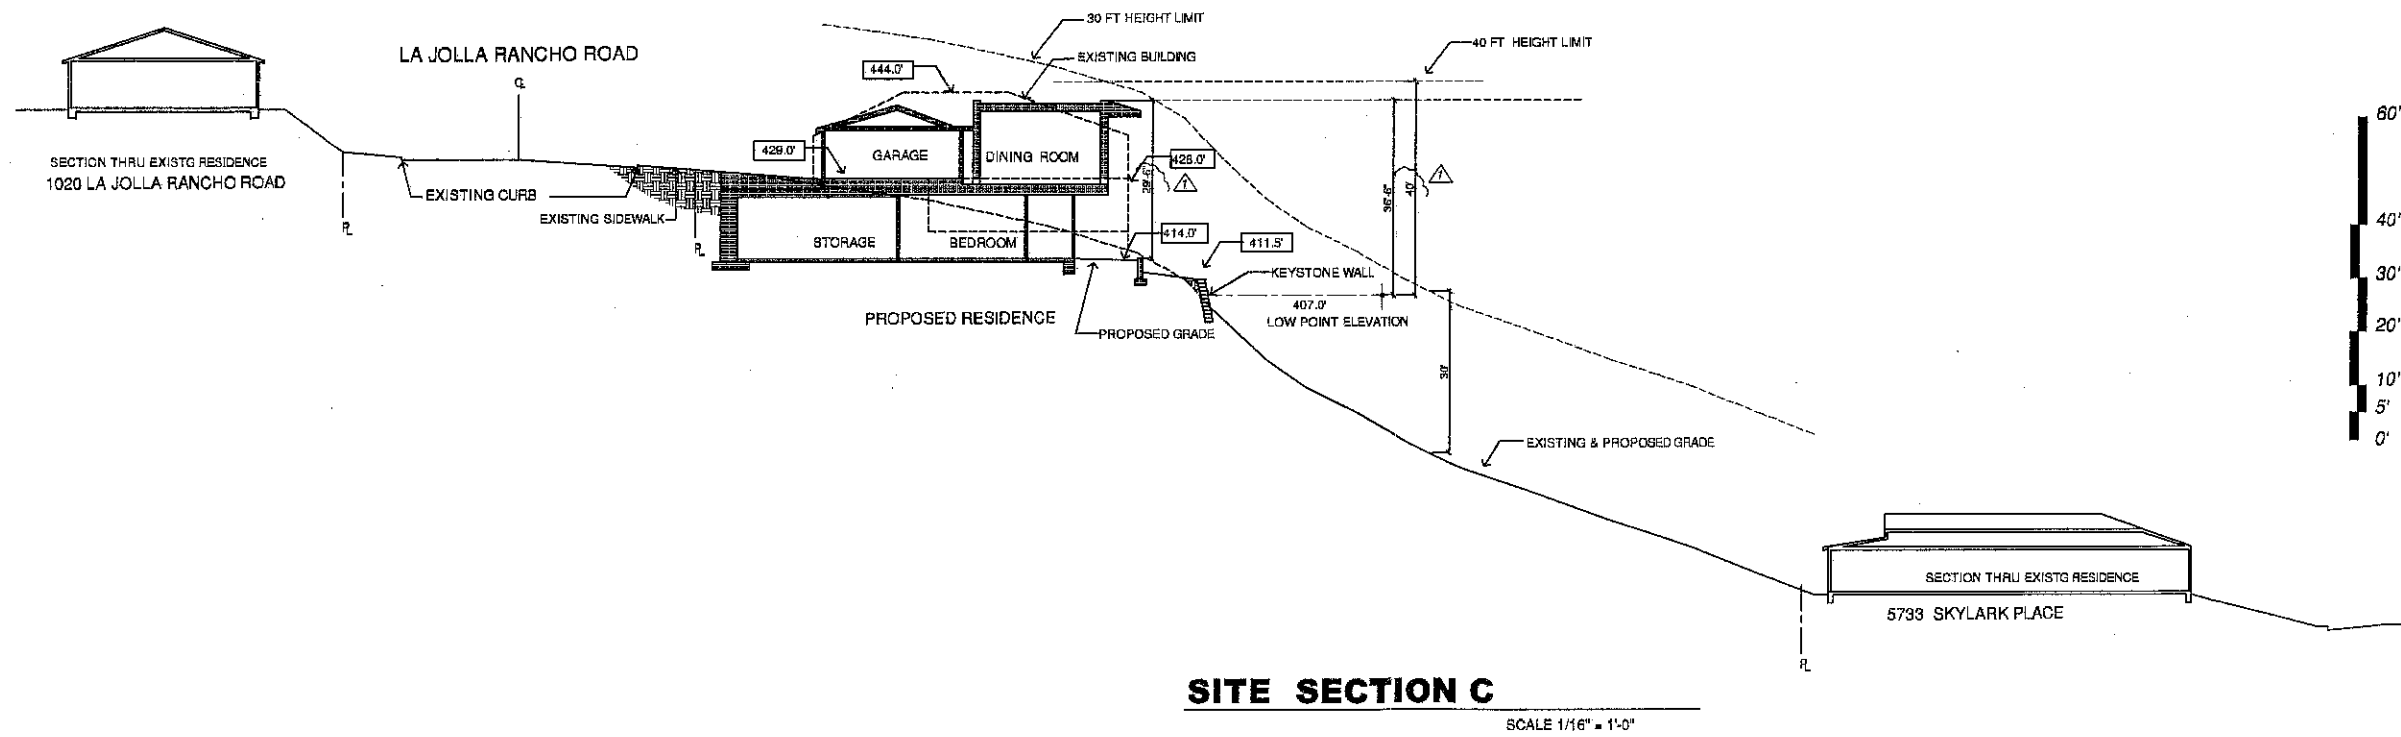 30 FT HEIGHT LIMIT
LA JOLLA RANCHO ROAD
40 FT HEIGHT LIMIT
EXISTING BUILDING
444.0'
60'
429.0'
GARAGE
DINING ROOM
428.0'
SECTION THRU EXISTG RESIDENCE
1020 LA JOLLA RANCHO ROAD
1
1
29'-6"
36'-6"
40'
EXISTING CURB
EXISTING SIDEWALK
40'
414.0'
411.5'
STORAGE
BEDROOM
KEYSTONE WALL
30'
407.0'
LOW POINT ELEVATION
PROPOSED RESIDENCE
PROPOSED GRADE
20'
30'
10'
5'
0'
EXISTING & PROPOSED GRADE
SECTION THRU EXISTG RESIDENCE
5733 SKYLARK PLACE
SITE SECTION C
SCALE 1/16" = 1'-0"